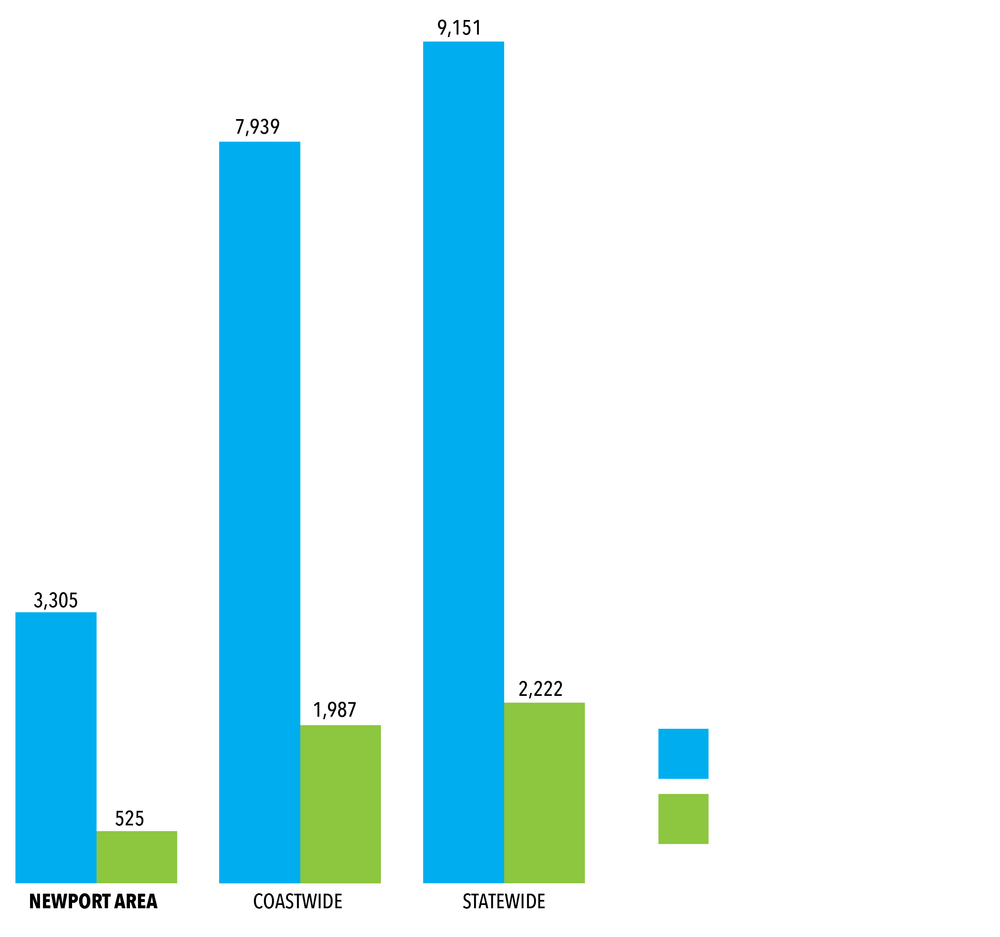 9,151
7,939
3,305
2,222
1,987
525
NEWPORT AREA
COASTWIDE
STATEWIDE